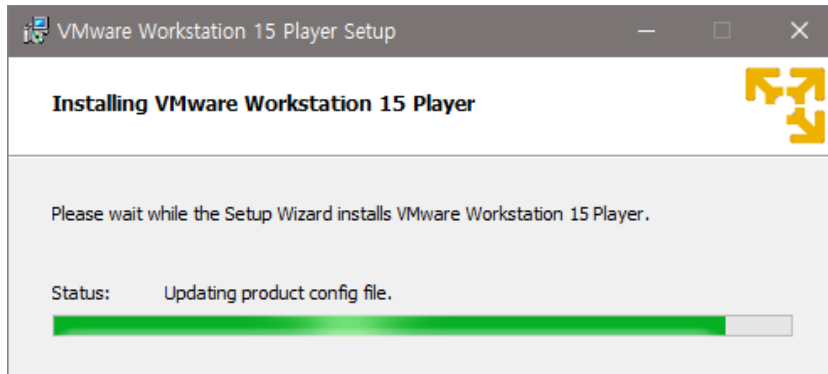 VMware Workstation 15 Player Setup
Installing VMware Workstation 15 Player
Please wait while the Setup Wizard installs VMware Workstation 15 Player.
Status: Updating product config file.